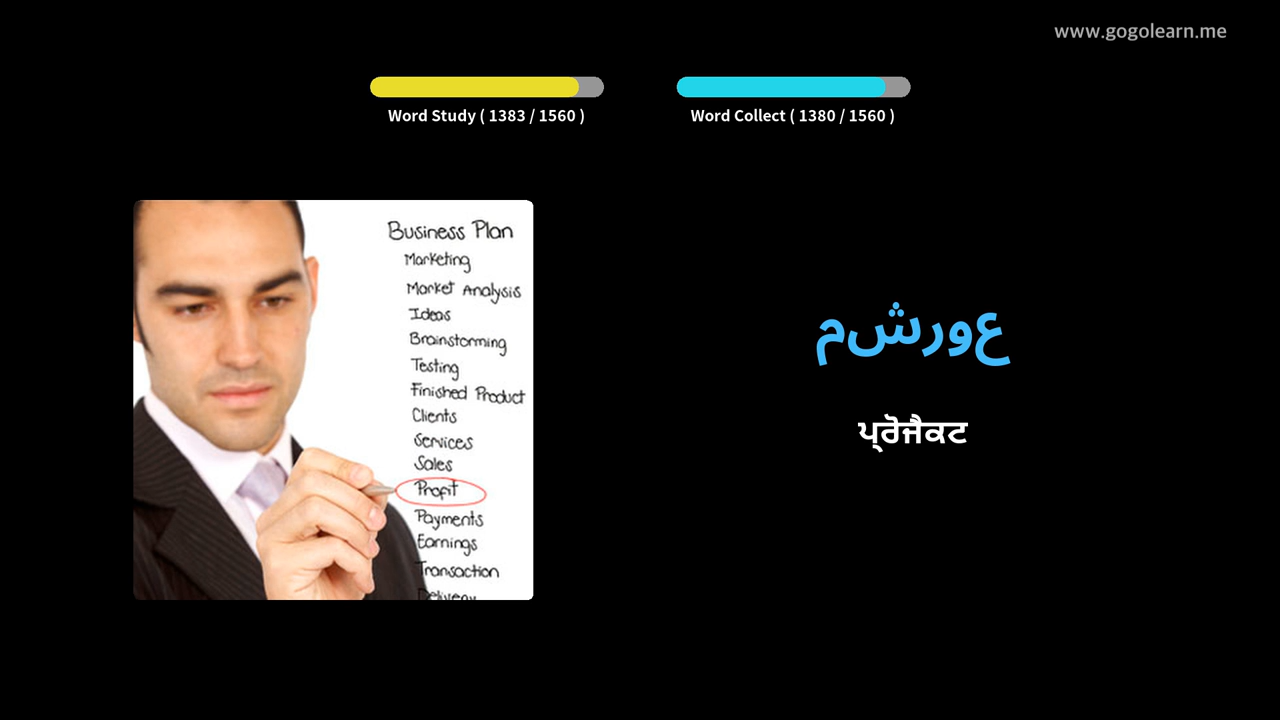 www.gogolearn.me
Word Study ( 1383 / 1560 )
Word Collect ( 1380 / 1560 )
Business Plan
Marketing
Market Analysis
Ideas
Brainstorming
Testing
Finished Product
Clients
Services
Sales
Profit
Payments
Earnings
Transaction
Delivery
مشروع
ਪ੍ਰੋਜੈਕਟ